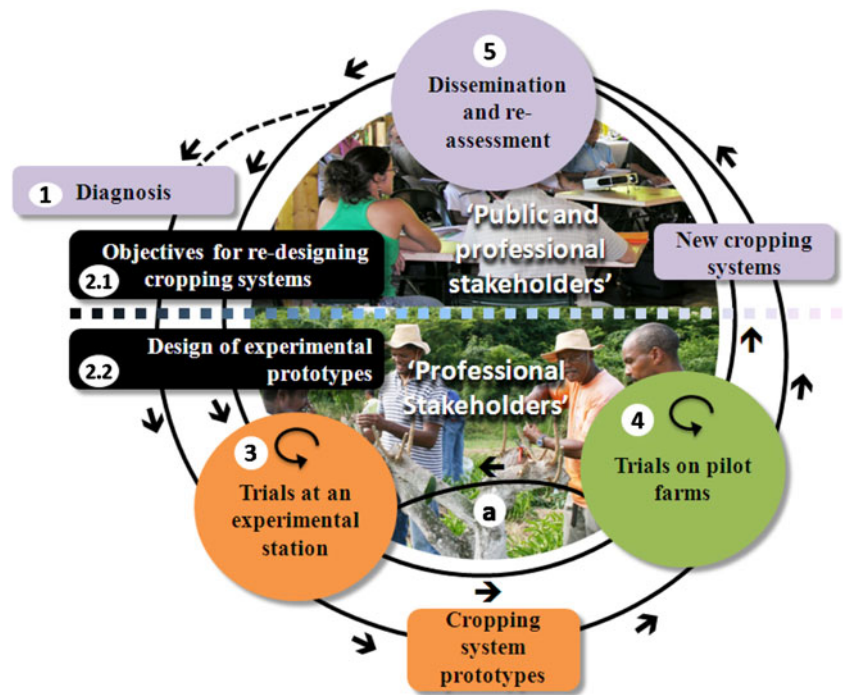 5
Dissemination
and re-
assessment
1 Diagnosis
'Public and
professional
stakeholders'
Objectives for re-designing
2.1 cropping systems
New cropping
systems
Design of experimental
2.2 prototypes
'Professional
Stakeholders'
3
Trials at an
experimental
station
4
Trials on pilot
farms
a
Cropping
system
prototypes